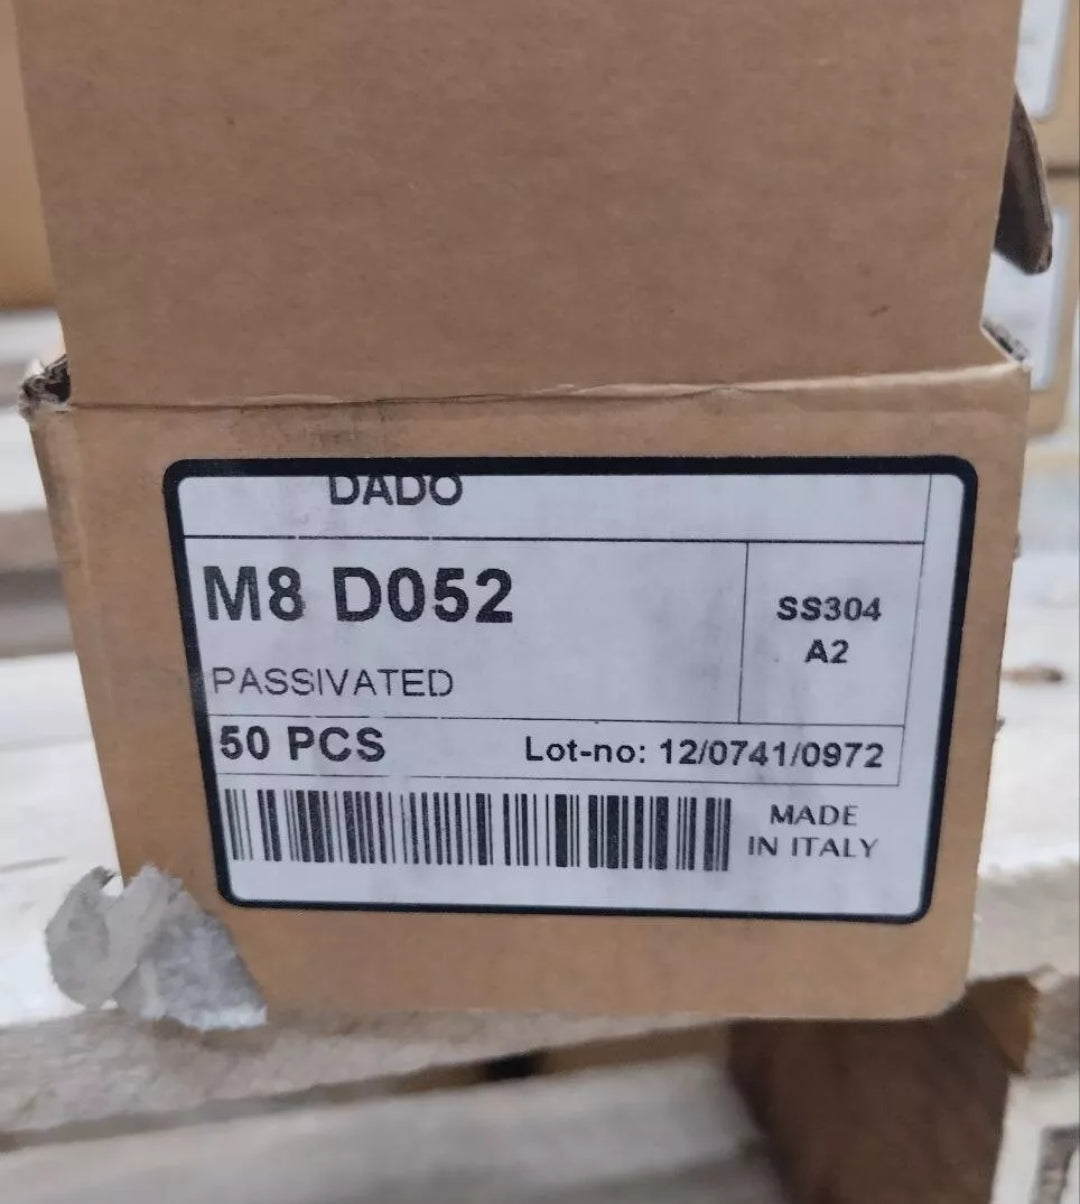 DADO
M8 D052
SS304
A2
PASSIVATED
50 PCS
Lot-no: 12/0741/0972
MADE
IN ITALY